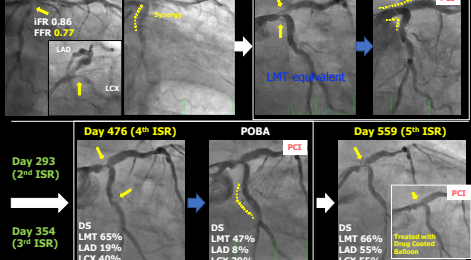 iFR 0.86
FFR 0.77
LAD
LCX
Synergy
LMT equivalent
PCI
Day 293
(2nd ISR)
Day 354
(3rd ISR)
Day 476 (4th ISR)
DS
LMT 65%
LAD 19%
LCX 40%
POBA
PCI
DS
LMT 47%
LAD 8%
Day 559 (5th ISR)
DS
LMT 66%
LAD 55%
LCX 55%
PCI
Treated with
Drug Coated
Balloon